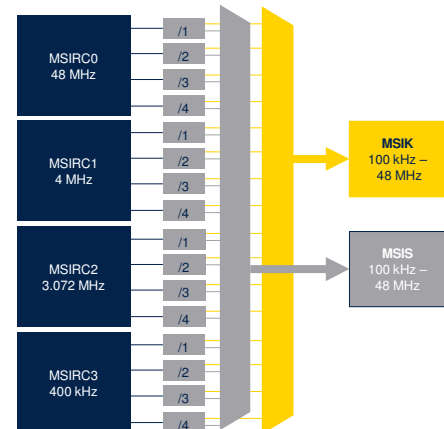 MSIRC0
48 MHz
/1
/2
/3
/4
MSIRC1
4 MHz
/1
/2
/3
/4
MSIRC2
3.072 MHz
/1
/2
/3
/4
MSIRC3
400 kHz
/1
/2
/3
/4
MSIK
100 kHz –
48 MHz
MSIS
100 kHz –
48 MHz